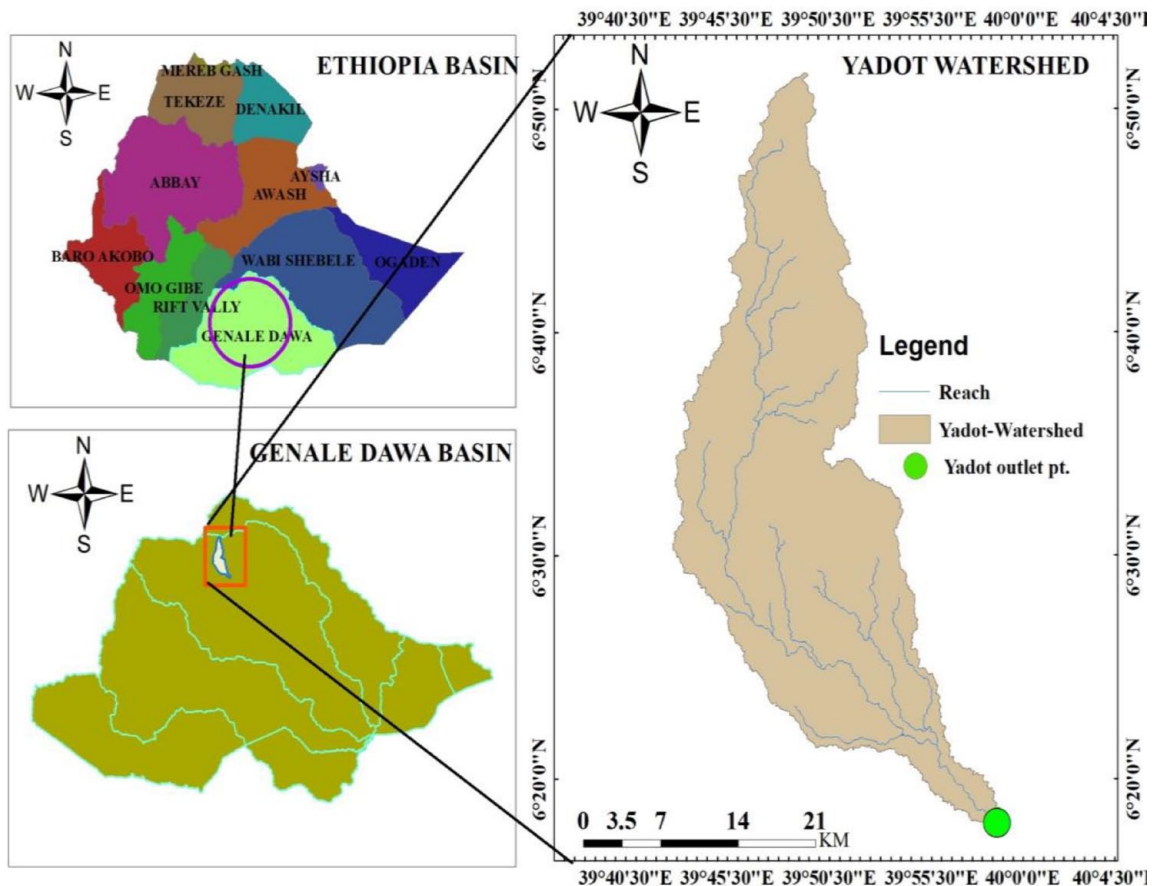 N
W E
S
ETHIOPIA BASIN
MEREB GASH
TEKEZE
DENAKIL
ABBAY
AYSHA
AWASH
BARO AKOBO
WABI SHEBELE
OGADEN
OMO GIBE
RIFT VALLY
GENALE DAWA
GENALE DAWA BASIN
N
W E
S
39°40'30"E 39°45'30"E 39°50'30"E 39°55'30"E 40°0'0"E 40°4'30"E
YADOT WATERSHED
N
W E
S
6°50'0"N
6°50'0"N
6°40'0"N
6°40'0"N
6°30'0"N
6°30'0"N
6°20'0"N
6°20'0"N
Legend
Reach
Yadot-Watershed
Yadot outlet pt.
0 3.5 7 14 21
KM
39°40'30"E 39°45'30"E 39°50'30"E 39°55'30"E 40°0'0"E 40°4'30"E